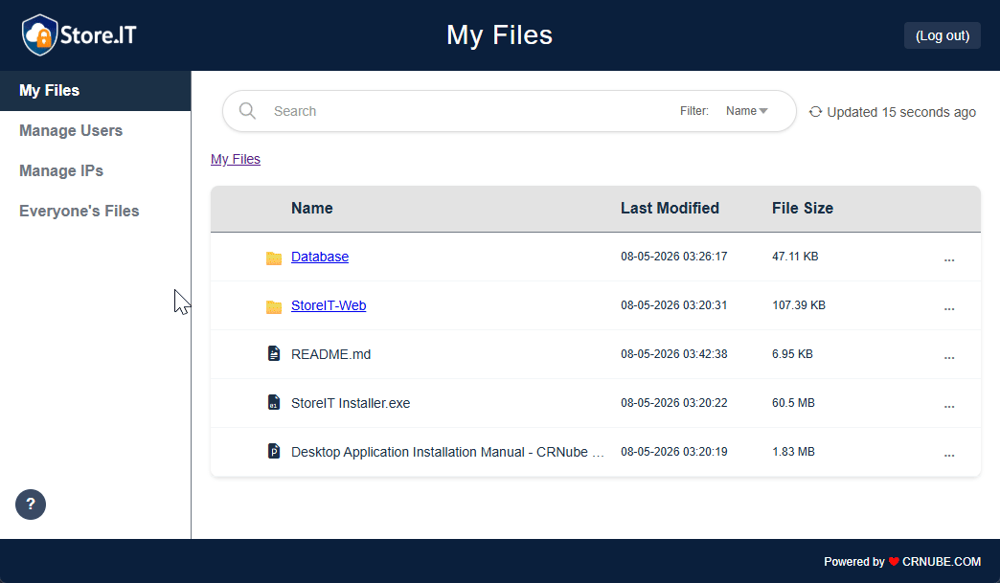 Store.IT
My Files
(Log out)
My Files
Manage Users
Manage IPs
Everyone's Files
?
Search
Filter:
Name
Updated 15 seconds ago
My Files
Name Last Modified File Size
Database 08-05-2026 03:26:17 47.11 KB ...
StoreIT-Web 08-05-2026 03:20:31 107.39 KB ...
README.md 08-05-2026 03:42:38 6.95 KB ...
StoreIT Installer.exe 08-05-2026 03:20:22 60.5 MB ...
Desktop Application Installation Manual - CRNube ... 08-05-2026 03:20:19 1.83 MB ...
Powered by ❤ CRNUBE.COM